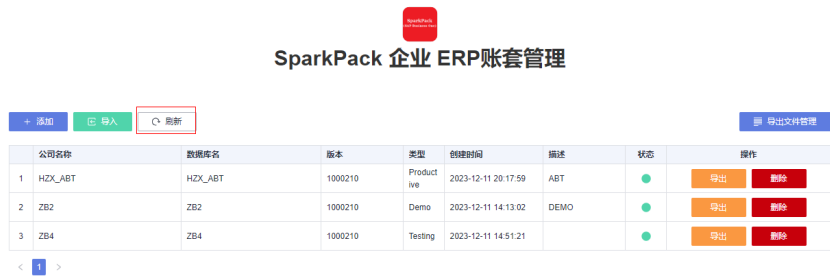 SparkPack
SparkPack 企业 ERP账套管理
+ 添加 导入 刷新 导出文件管理
公司名称 数据库名 版本 类型 创建时间 描述 状态 操作
1 HZX_ABT HZX_ABT 1000210 Product
ive 2023-12-11 20:17:59 ABT 导出 删除
2 ZB2 ZB2 1000210 Demo 2023-12-11 14:13:02 DEMO 导出 删除
3 ZB4 ZB4 1000210 Testing 2023-12-11 14:51:21 导出 删除
< 1 >